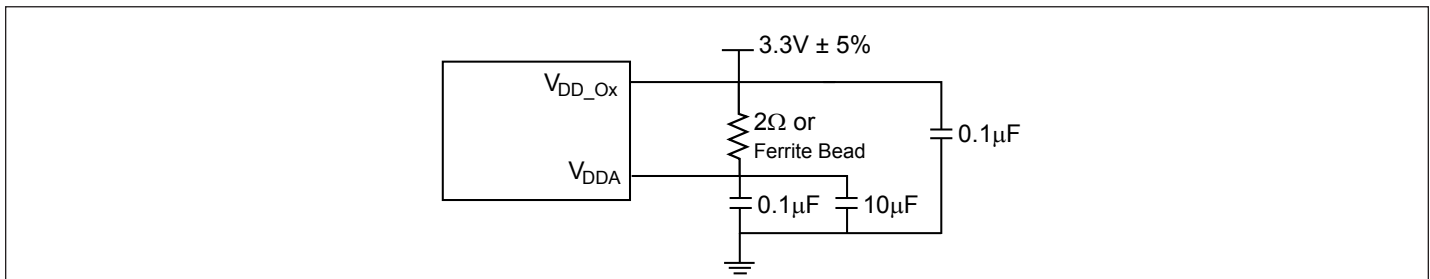 3.3V ± 5%
V_DD_Ox
2Ω or
Ferrite Bead
0.1μF
V_DDA
0.1μF
10μF